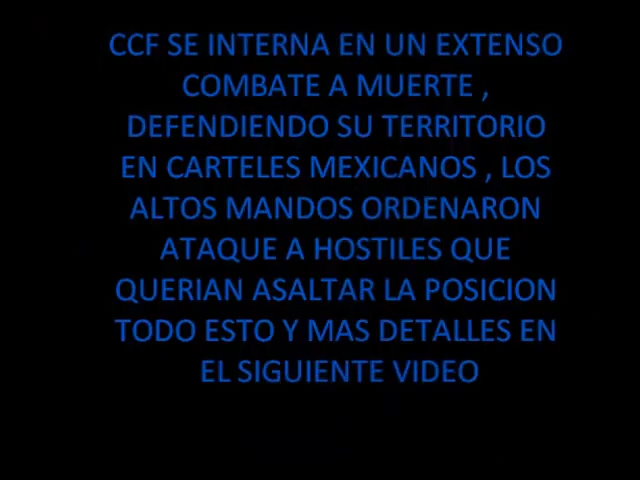 CCF SE INTERNA EN UN EXTENSO
COMBATE A MUERTE ,
DEFENDIENDO SU TERRITORIO
EN CARTELES MEXICANOS , LOS
ALTOS MANDOS ORDENARON
ATAQUE A HOSTILES QUE
QUERIAN ASALTAR LA POSICION
TODO ESTO Y MAS DETALLES EN
EL SIGUIENTE VIDEO